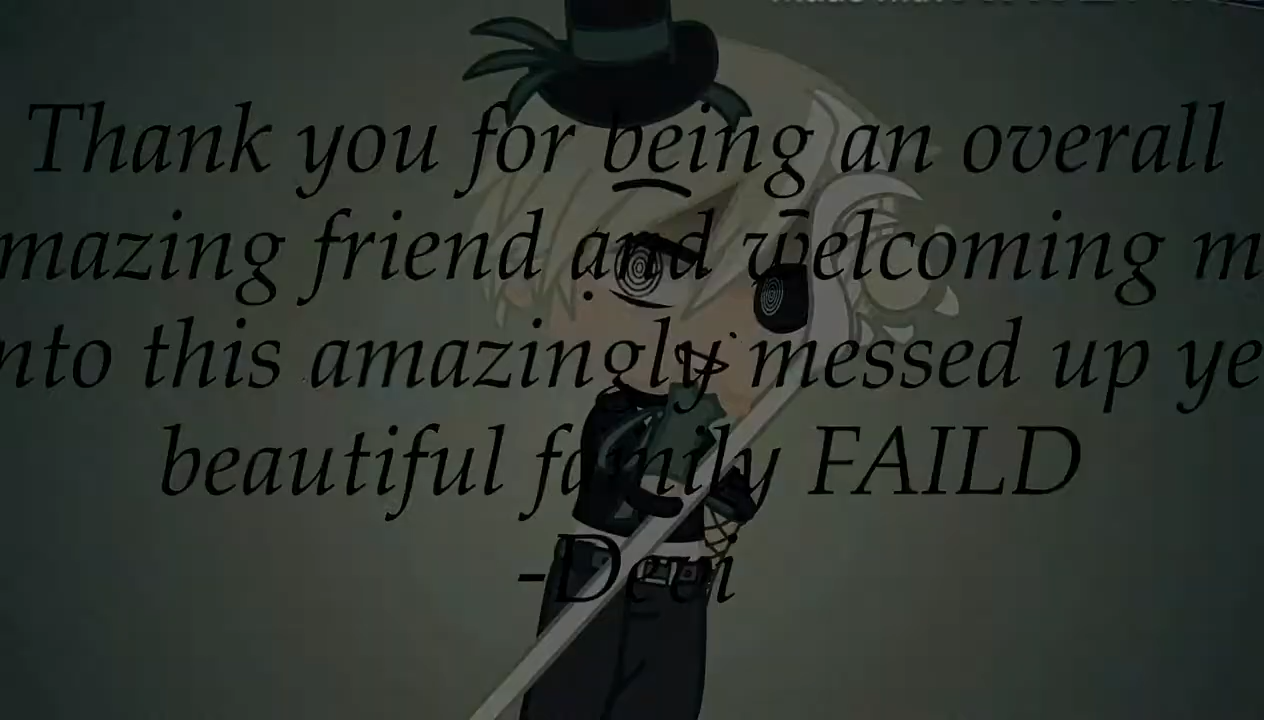 Thank you for being an overall
mazing friend and welcoming m
nto this amazingly messed up ye
beautiful family FAILD